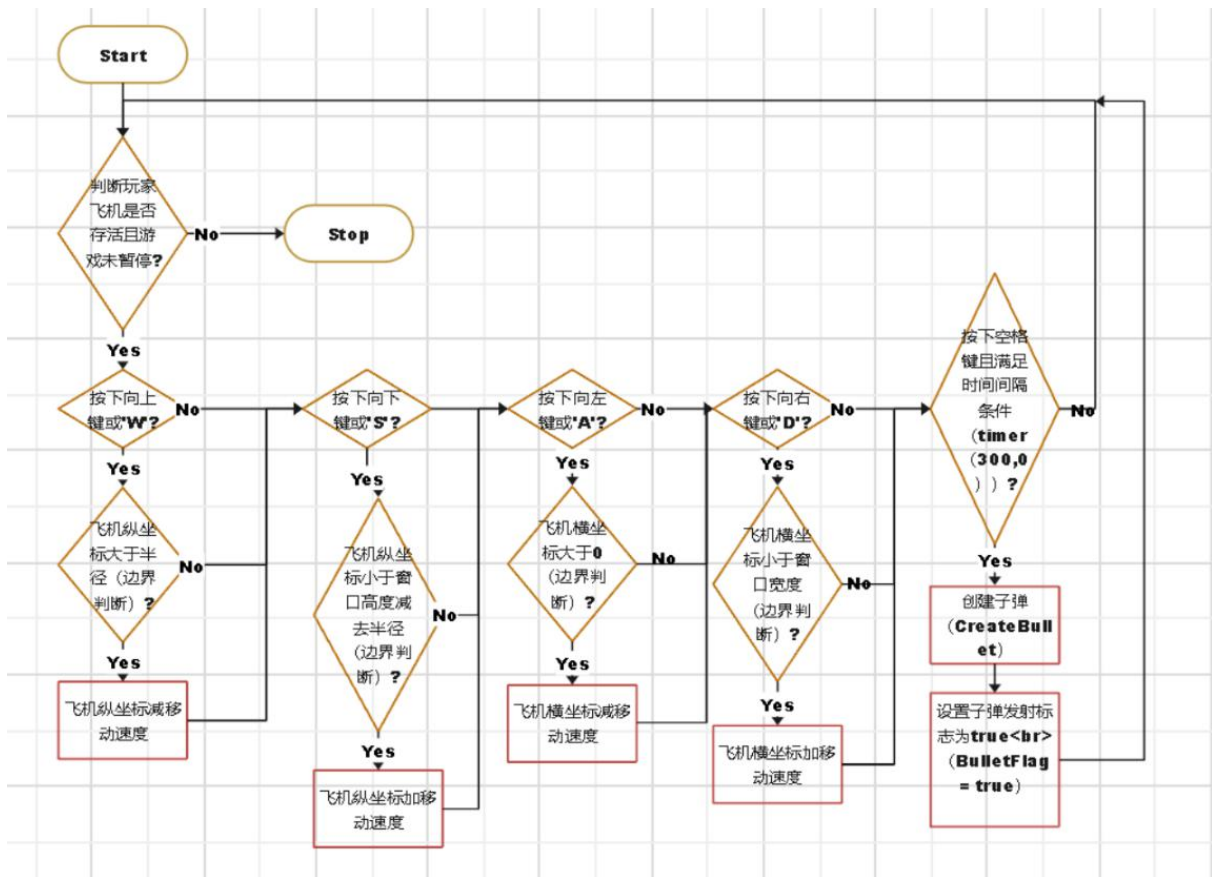 Start
判断玩家
飞机是否
存活且游
戏未暂停?
No
Stop
Yes
按下向上
键或'W'?
No
Yes
飞机纵坐
标大于半
径（边界
判断）?
No
Yes
飞机纵坐标减移
动速度
按下向下
键或'S'?
Yes
飞机纵坐
标小于窗
口高度减
去半径
（边界判
断）?
No
Yes
飞机纵坐标加移
动速度
按下向左
键或'A'?
No
Yes
飞机横坐
标大于0
（边界判
断）?
No
Yes
飞机横坐标减移
动速度
按下向右
键或'D'?
No
Yes
飞机横坐
标小于窗
口宽度
（边界判
断）?
No
Yes
飞机横坐标加移
动速度
按下空格
键且满足
时间间隔
条件
（timer
（300,0
））?
No
Yes
创建子弹
（CreateBull
et）
设置子弹发射标
志为true<br>
（BulletFlag
= true）